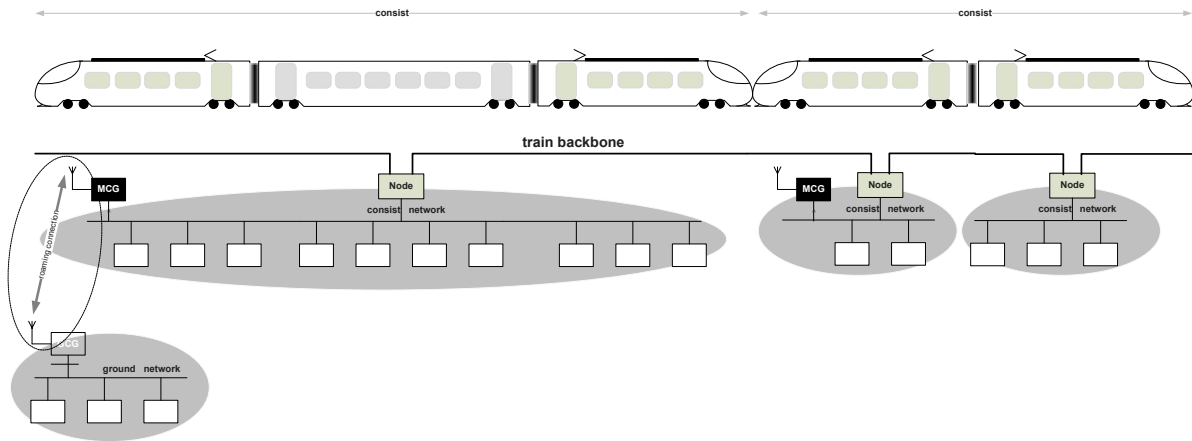 consist consist
train backbone
MCG Node MCG Node Node
consist network consist network consist network
roaming connection
ground network